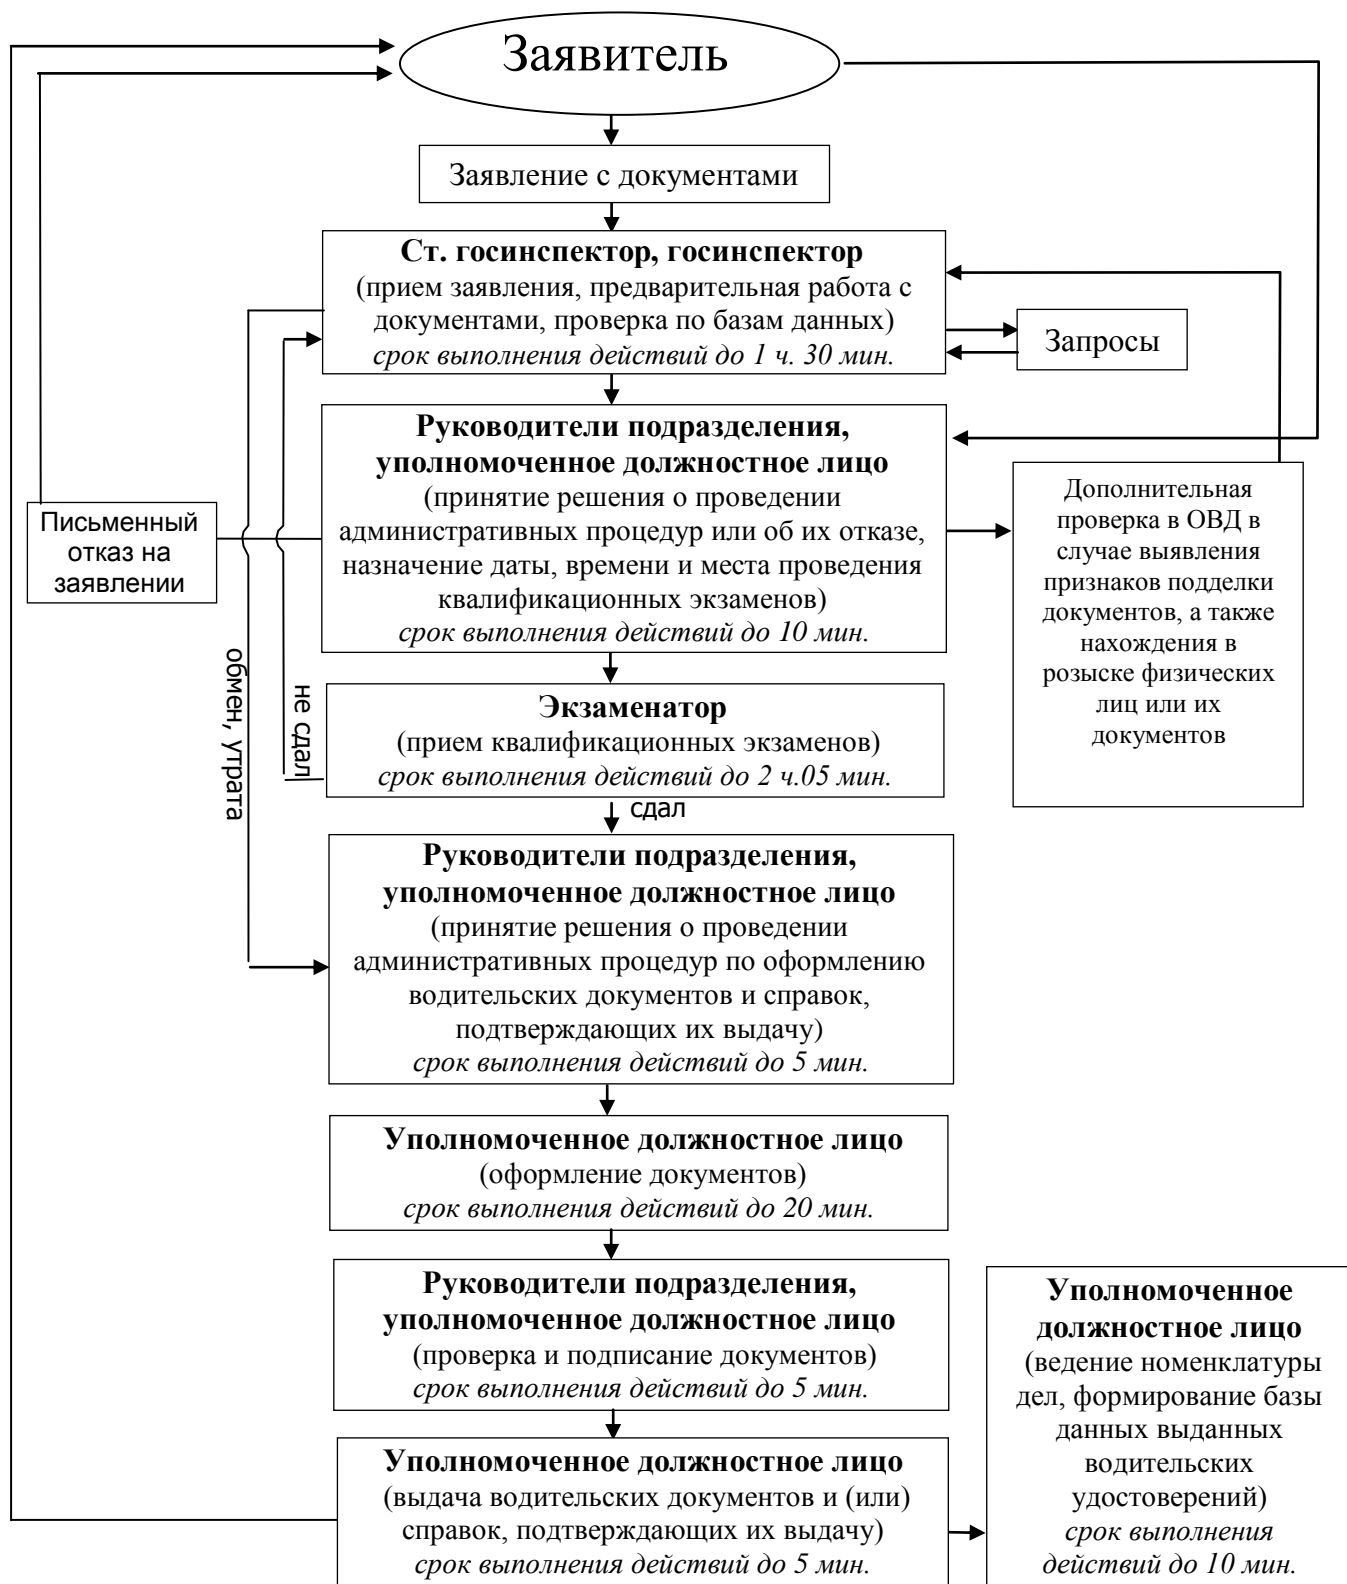 Заявитель
Заявление с документами
Ст. госинспектор, госинспектор
(прием заявления, предварительная работа с
документами, проверка по базам данных)
срок выполнения действий до 1 ч. 30 мин.
Запросы
Руководители подразделения,
уполномоченное должностное лицо
(принятие решения о проведении
административных процедур или об их отказе,
назначение даты, времени и места проведения
квалификационных экзаменов)
срок выполнения действий до 10 мин.
Письменный
отказ на
заявлении
Дополнительная
проверка в ОВД в
случае выявления
признаков подделки
документов, а также
нахождения в
розыске физических
лиц или их
документов
обмен, утрата
не сдал
Экзаменатор
(прием квалификационных экзаменов)
срок выполнения действий до 2 ч.05 мин.
сдал
Руководители подразделения,
уполномоченное должностное лицо
(принятие решения о проведении
административных процедур по оформлению
водительских документов и справок,
подтверждающих их выдачу)
срок выполнения действий до 5 мин.
Уполномоченное должностное лицо
(оформление документов)
срок выполнения действий до 20 мин.
Руководители подразделения,
уполномоченное должностное лицо
(проверка и подписание документов)
срок выполнения действий до 5 мин.
Уполномоченное должностное лицо
(выдача водительских документов и (или)
справок, подтверждающих их выдачу)
срок выполнения действий до 5 мин.
Уполномоченное
должностное лицо
(ведение номенклатуры
дел, формирование базы
данных выданных
водительских
удостоверений)
срок выполнения
действий до 10 мин.